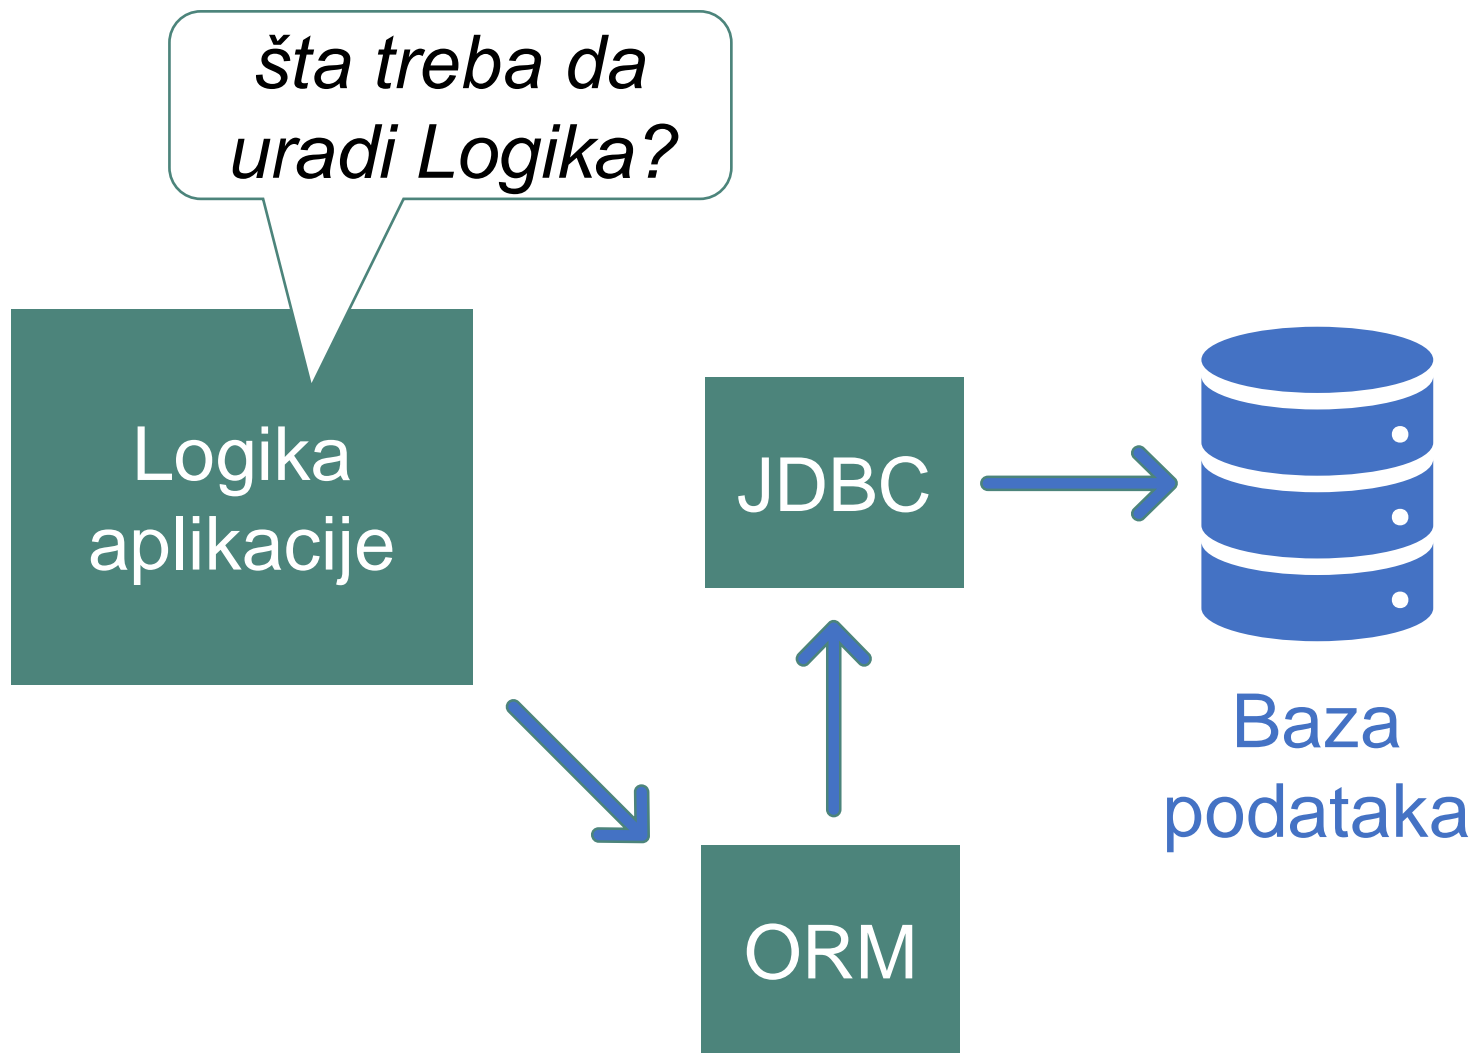 šta treba da
uradi Logika?
Logika
aplikacije
JDBC
Baza
podataka
ORM